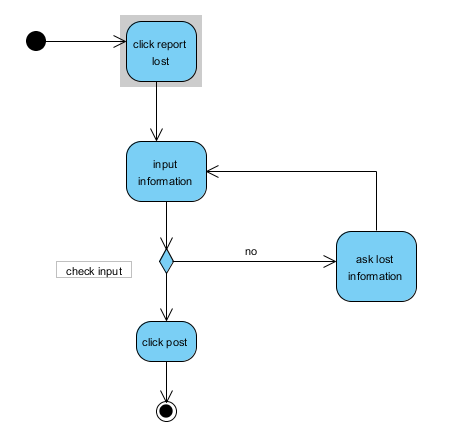 click report
lost
input
information
no
ask lost
information
check input
click post